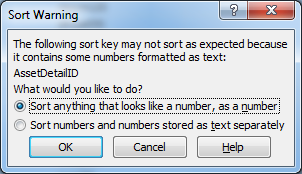 Sort Warning
The following sort key may not sort as expected because
it contains some numbers formatted as text:
AssetDetailID
What would you like to do?
Sort anything that looks like a number, as a number
Sort numbers and numbers stored as text separately
OK Cancel Help